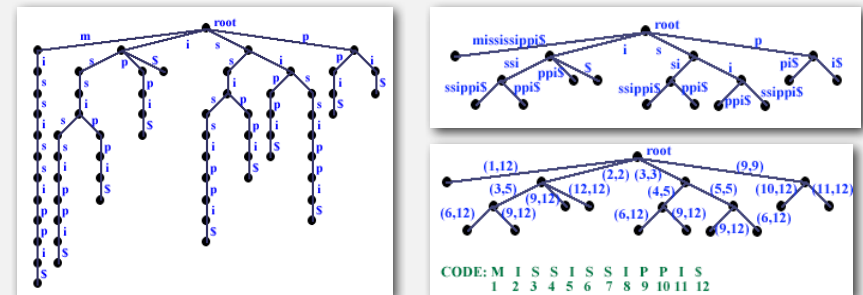 root
m i s p
i s p $ i i
s s p i s i p $
s i i $ s p i
i s p p $
s s p i s p $
s i i $ s i i
i p $ i p $
p p p p
p i p i
i $ i $
$ $
root
mississippi$ i s p
ssi ppi$ $ si i pi$ i$
ssippi$ ppi$ ssippi$ ppi$ ppi$ ssippi$
root
(1,12) (2,2) (3,3) (9,9)
(3,5) (9,12) (12,12) (4,5) (5,5) (10,12) (11,12)
(6,12) (9,12) (6,12) (9,12) (9,12) (6,12)
CODE: M I S S I S S I P P I $
1 2 3 4 5 6 7 8 9 10 11 12